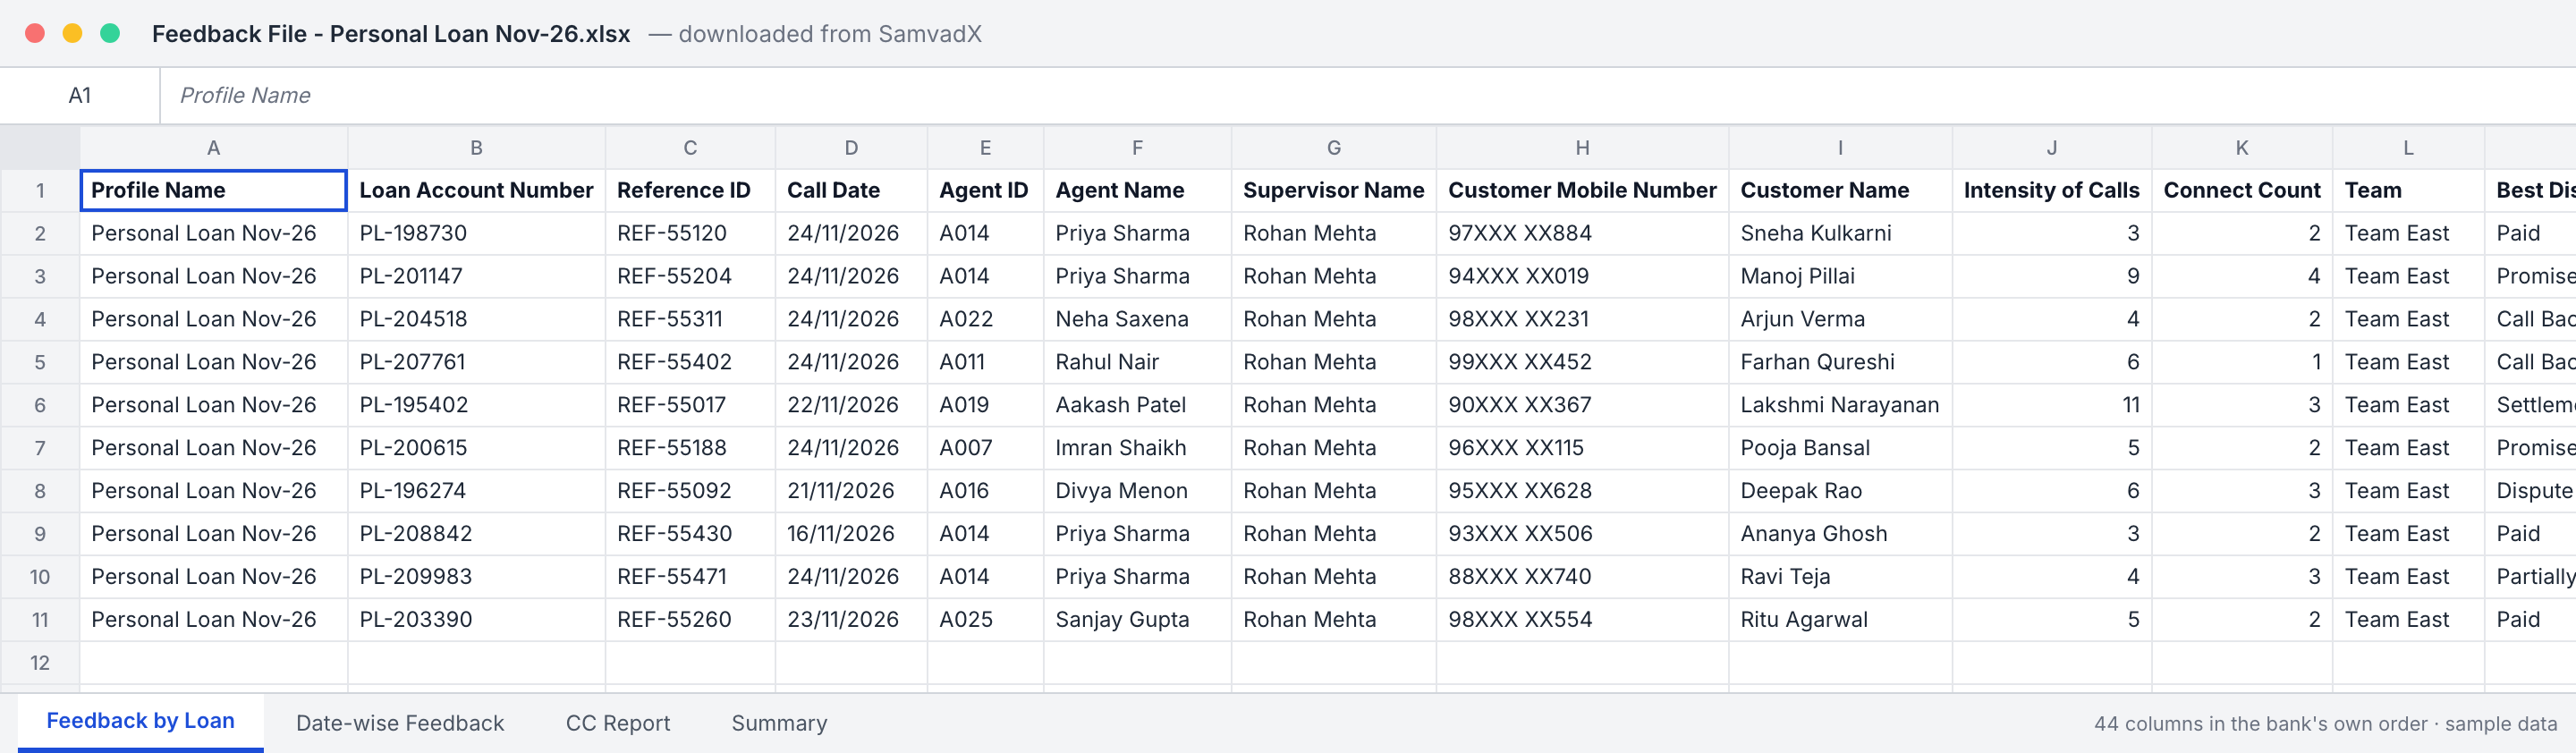 Feedback File - Personal Loan Nov-26.xlsx — downloaded from SamvadX
A1 Profile Name
A B C D E F G H I J K L
1 Profile Name Loan Account Number Reference ID Call Date Agent ID Agent Name Supervisor Name Customer Mobile Number Customer Name Intensity of Calls Connect Count Team Best Dis
2 Personal Loan Nov-26 PL-198730 REF-55120 24/11/2026 A014 Priya Sharma Rohan Mehta 97XXX XX884 Sneha Kulkarni 3 2 Team East Paid
3 Personal Loan Nov-26 PL-201147 REF-55204 24/11/2026 A014 Priya Sharma Rohan Mehta 94XXX XX019 Manoj Pillai 9 4 Team East Promise
4 Personal Loan Nov-26 PL-204518 REF-55311 24/11/2026 A022 Neha Saxena Rohan Mehta 98XXX XX231 Arjun Verma 4 2 Team East Call Bac
5 Personal Loan Nov-26 PL-207761 REF-55402 24/11/2026 A011 Rahul Nair Rohan Mehta 99XXX XX452 Farhan Qureshi 6 1 Team East Call Bac
6 Personal Loan Nov-26 PL-195402 REF-55017 22/11/2026 A019 Aakash Patel Rohan Mehta 90XXX XX367 Lakshmi Narayanan 11 3 Team East Settleme
7 Personal Loan Nov-26 PL-200615 REF-55188 24/11/2026 A007 Imran Shaikh Rohan Mehta 96XXX XX115 Pooja Bansal 5 2 Team East Promise
8 Personal Loan Nov-26 PL-196274 REF-55092 21/11/2026 A016 Divya Menon Rohan Mehta 95XXX XX628 Deepak Rao 6 3 Team East Dispute
9 Personal Loan Nov-26 PL-208842 REF-55430 16/11/2026 A014 Priya Sharma Rohan Mehta 93XXX XX506 Ananya Ghosh 3 2 Team East Paid
10 Personal Loan Nov-26 PL-209983 REF-55471 24/11/2026 A014 Priya Sharma Rohan Mehta 88XXX XX740 Ravi Teja 4 3 Team East Partially
11 Personal Loan Nov-26 PL-203390 REF-55260 23/11/2026 A025 Sanjay Gupta Rohan Mehta 98XXX XX554 Ritu Agarwal 5 2 Team East Paid
12
Feedback by Loan Date-wise Feedback CC Report Summary 44 columns in the bank's own order · sample data